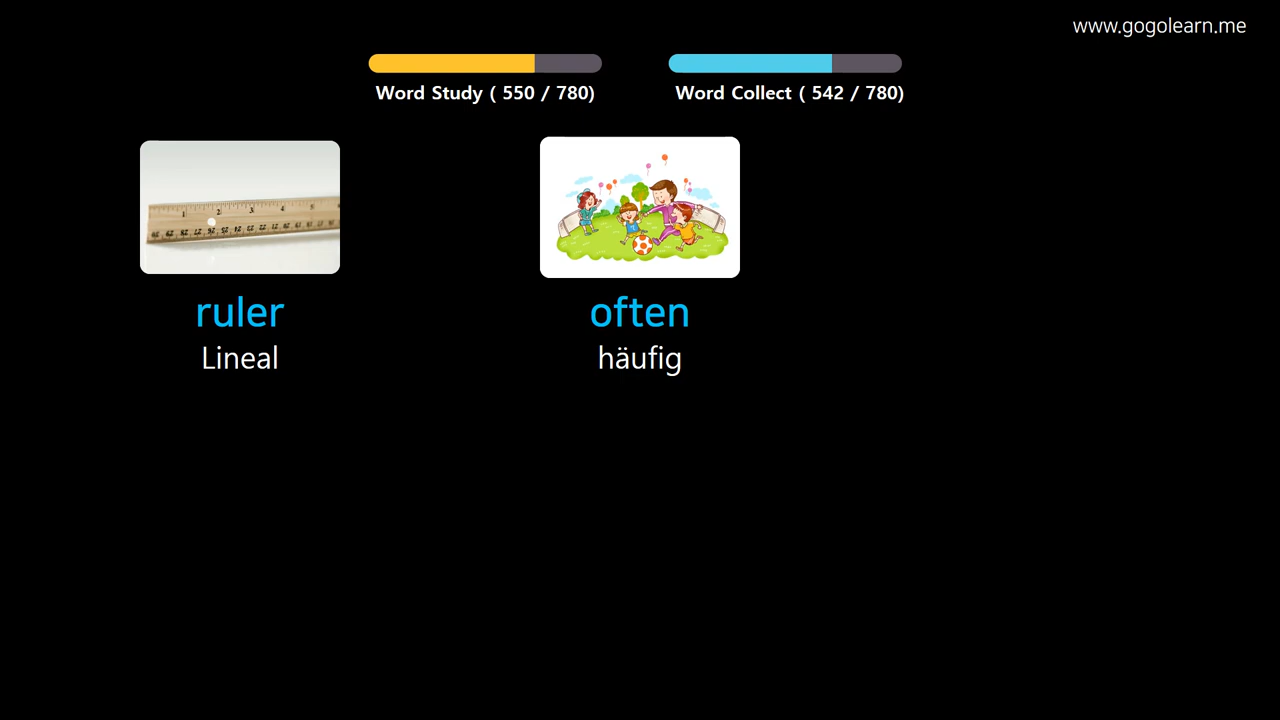 www.gogolearn.me
Word Study ( 550 / 780)
Word Collect ( 542 / 780)
ruler
Lineal
often
häufig